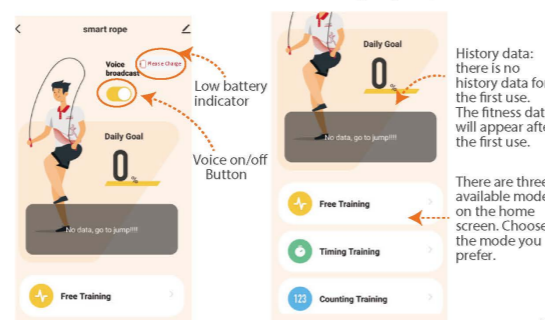 smart rope
Voice
broadcast
Please Charge
Low battery
indicator
Daily Goal
0%
Voice on/off
Button
No data, go to jump!!!!
Free Training
Daily Goal
0%
No data, go to jump!!!!
Free Training
Timing Training
123
Counting Training
History data:
there is no
history data for
the first use.
The fitness dat
will appear afte
the first use.
There are three
available mode
on the home
screen. Choose
the mode you
prefer.